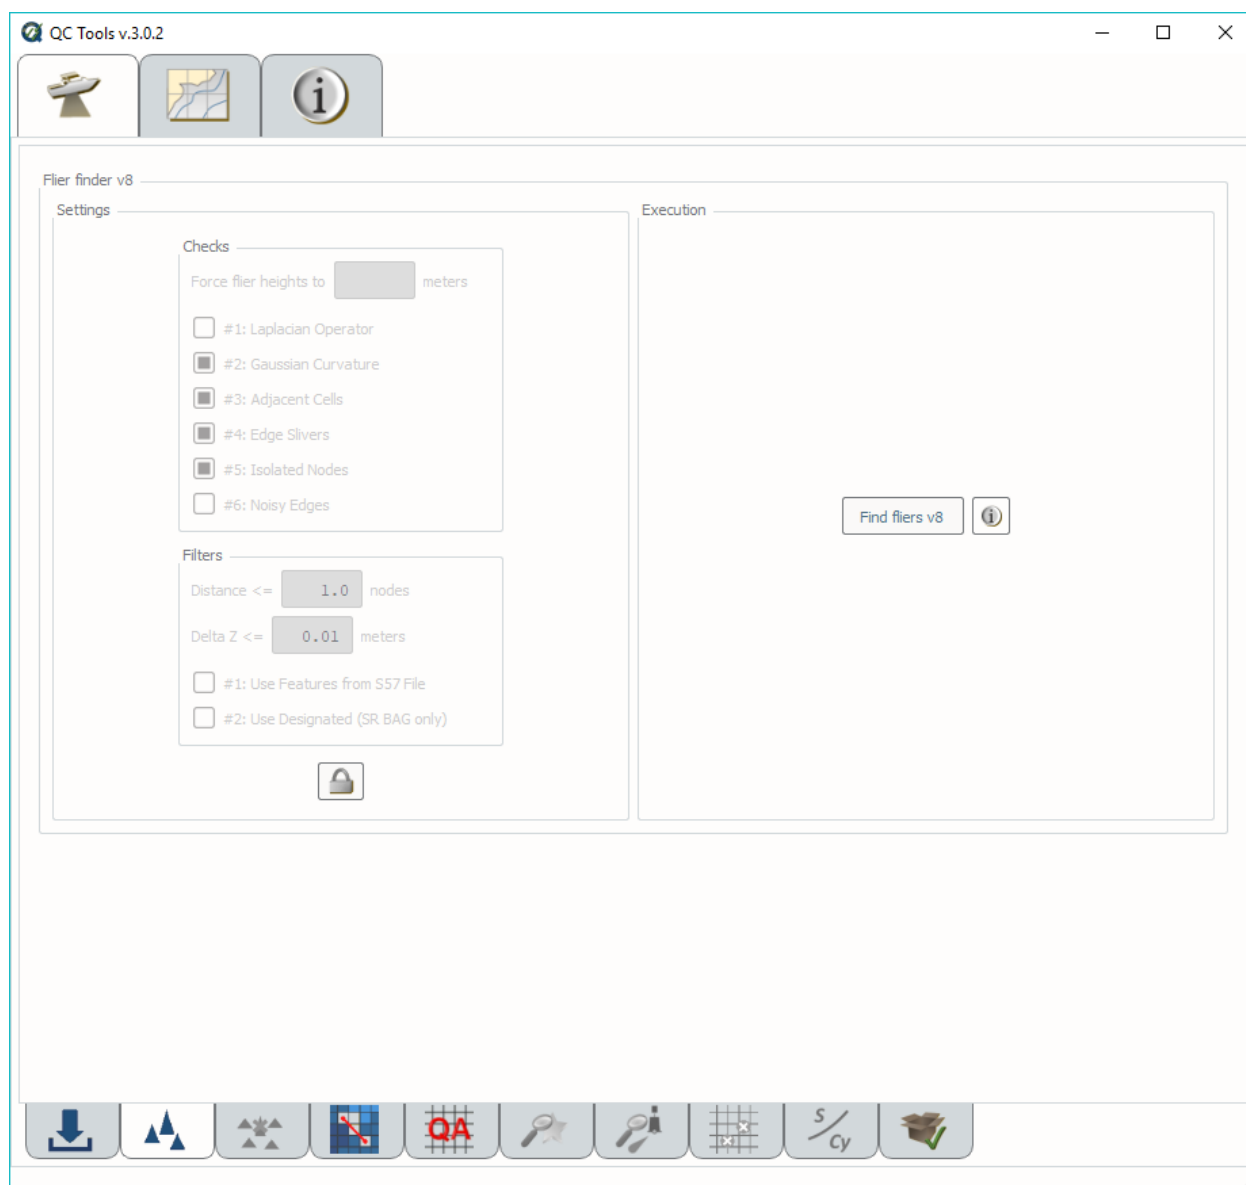 QC Tools v.3.0.2
Flier finder v8
Settings
Execution
Checks
Force flier heights to meters
#1: Laplacian Operator
#2: Gaussian Curvature
#3: Adjacent Cells
#4: Edge Slivers
#5: Isolated Nodes
#6: Noisy Edges
Find fliers v8
Filters
Distance <= 1.0 nodes
Delta Z <= 0.01 meters
#1: Use Features from S57 File
#2: Use Designated (SR BAG only)
QA
S/Cy